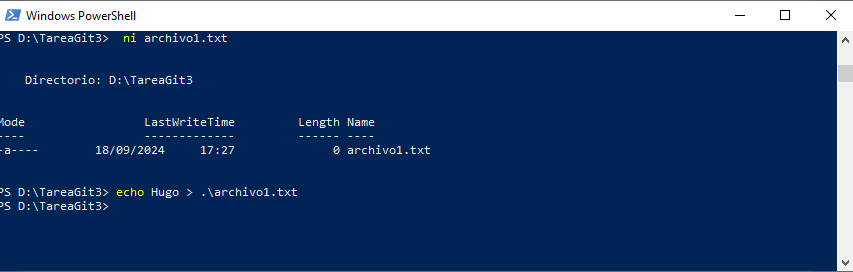 Windows PowerShell
PS D:\TareaGit3>  ni archivo1.txt
Directorio: D:\TareaGit3
Mode                LastWriteTime         Length Name
----                -------------         ------ ----
-a----       18/09/2024     17:27              0 archivo1.txt
PS D:\TareaGit3> echo Hugo > .\archivo1.txt
PS D:\TareaGit3>